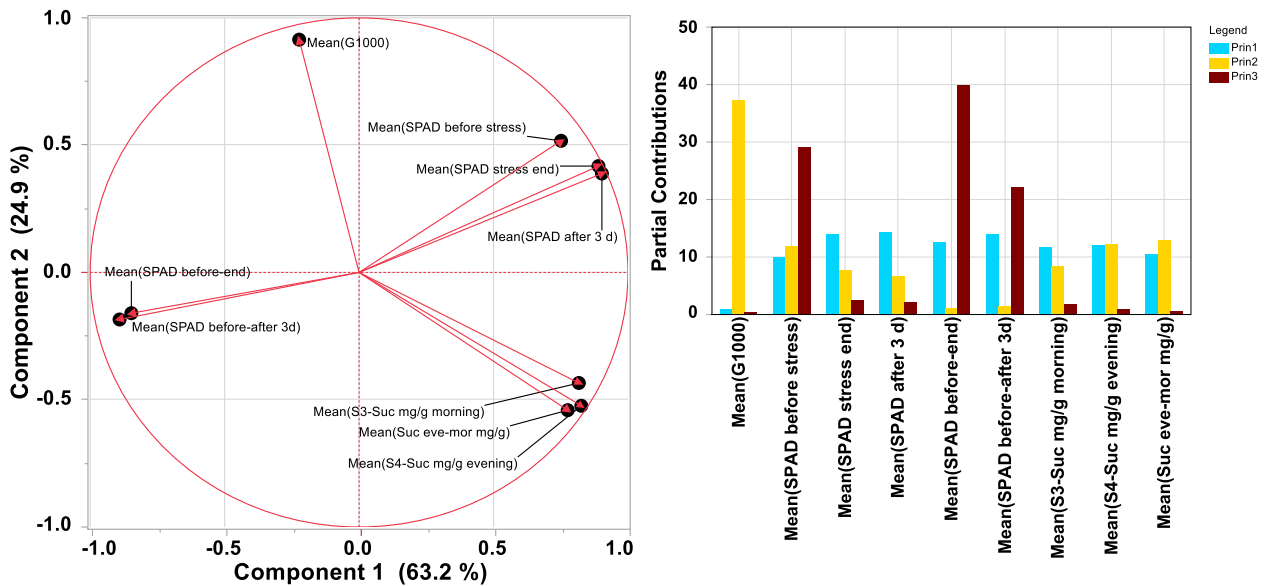 1.0
0.5
0.0
-0.5
-1.0
Component 2 (24.9 %)
Mean(G1000)
Mean(SPAD before stress)
Mean(SPAD stress end)
Mean(SPAD after 3 d)
Mean(SPAD before-end)
Mean(SPAD before-after 3d)
Mean(S3-Suc mg/g morning)
Mean(Suc eve-mor mg/g)
Mean(S4-Suc mg/g evening)
-1.0
-0.5
0.0
0.5
1.0
Component 1 (63.2 %)
50
40
30
20
10
0
Partial Contributions
Legend
Prin1
Prin2
Prin3
Mean(G1000)
Mean(SPAD before stress)
Mean(SPAD stress end)
Mean(SPAD after 3 d)
Mean(SPAD before-end)
Mean(SPAD before-after 3d)
Mean(S3-Suc mg/g morning)
Mean(S4-Suc mg/g evening)
Mean(Suc eve-mor mg/g)